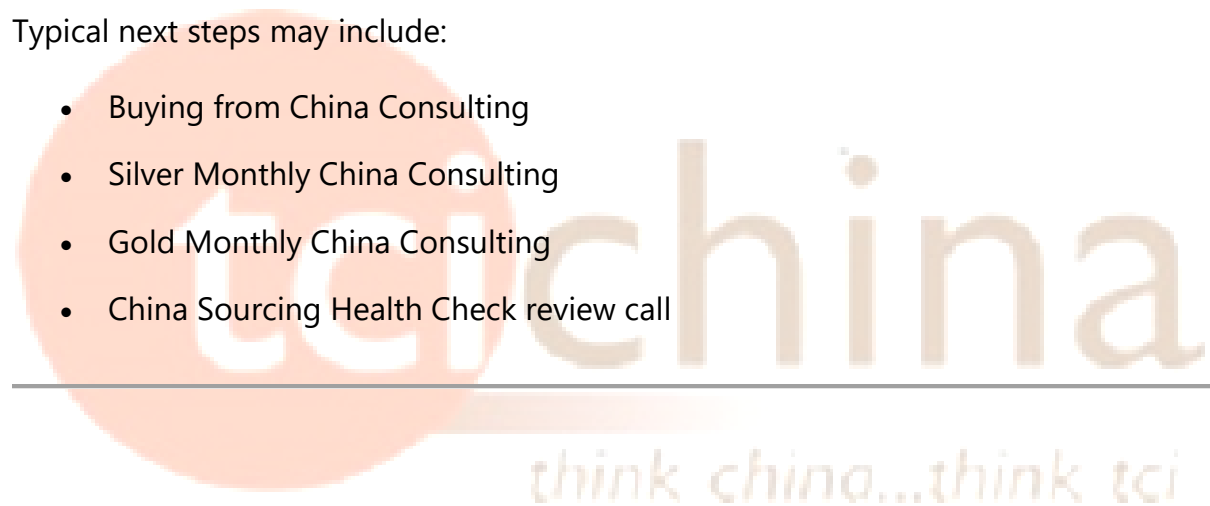 Typical next steps may include:
• Buying from China Consulting
• Silver Monthly China Consulting
• Gold Monthly China Consulting
• China Sourcing Health Check review call
tcichina
think china...think tci